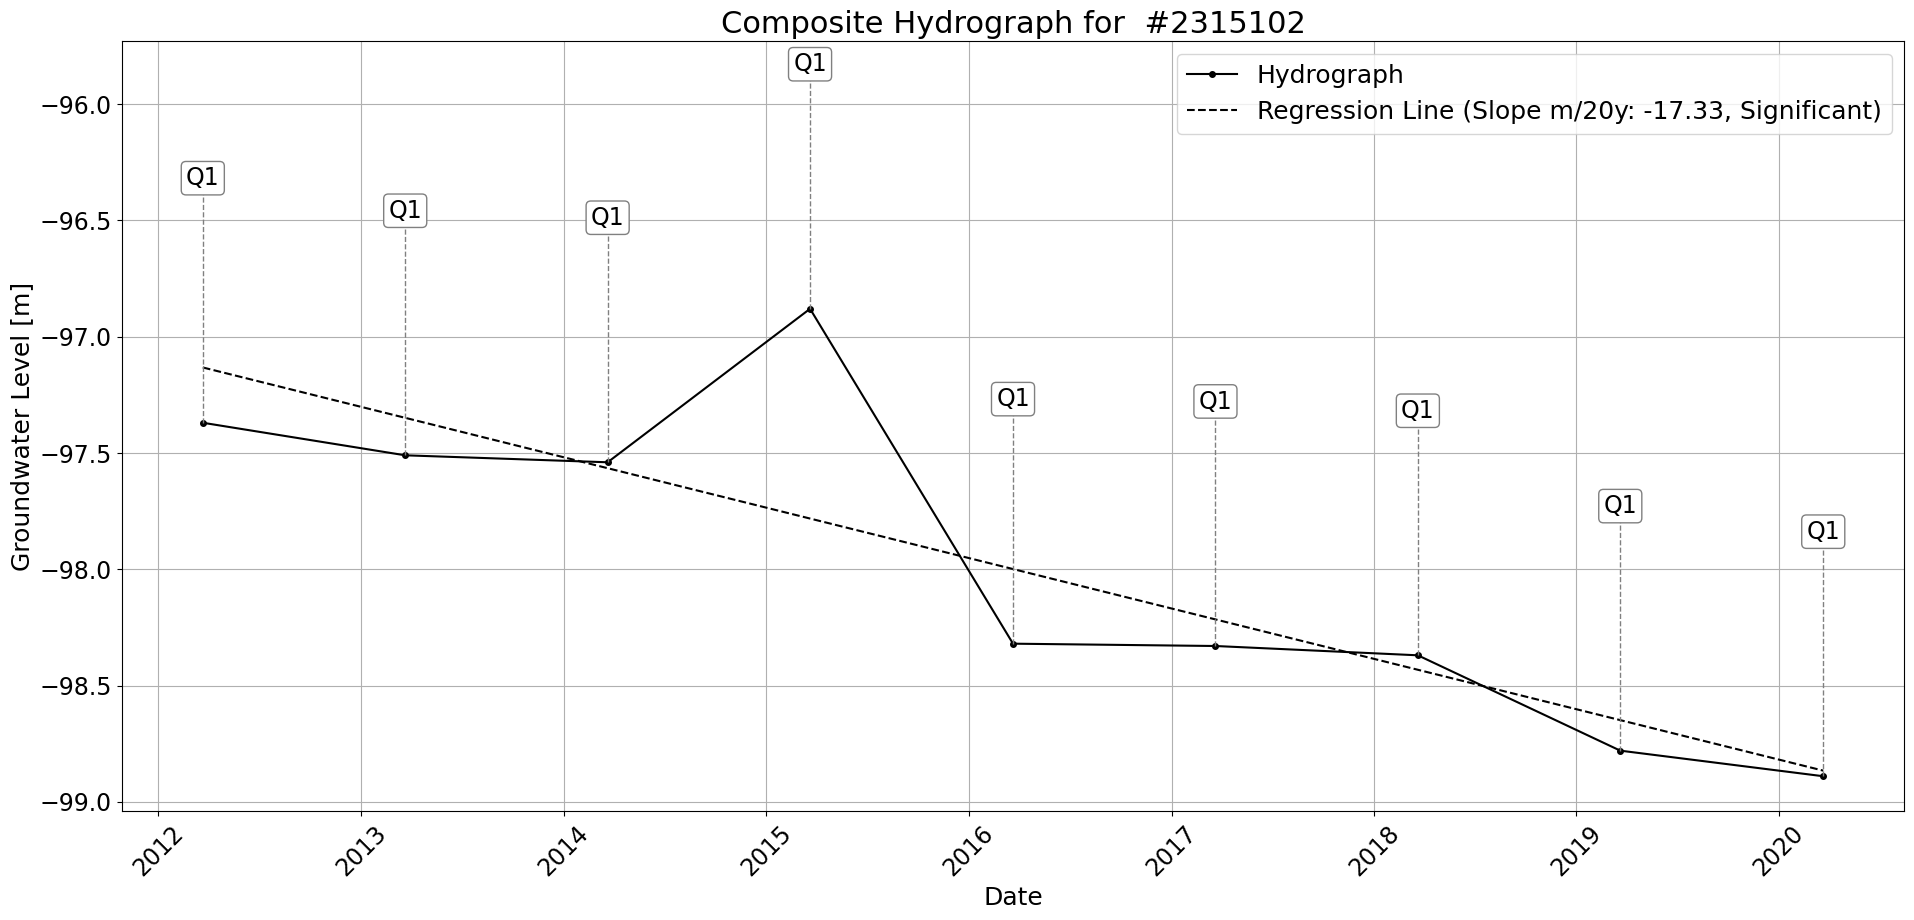 Composite Hydrograph for  #2315102
Hydrograph
Regression Line (Slope m/20y: -17.33, Significant)
Q1
Q1
Q1
Q1
Q1
Q1
Q1
Q1
Q1
Groundwater Level [m]
−96.0
−96.5
−97.0
−97.5
−98.0
−98.5
−99.0
2012
2013
2014
2015
2016
2017
2018
2019
2020
Date